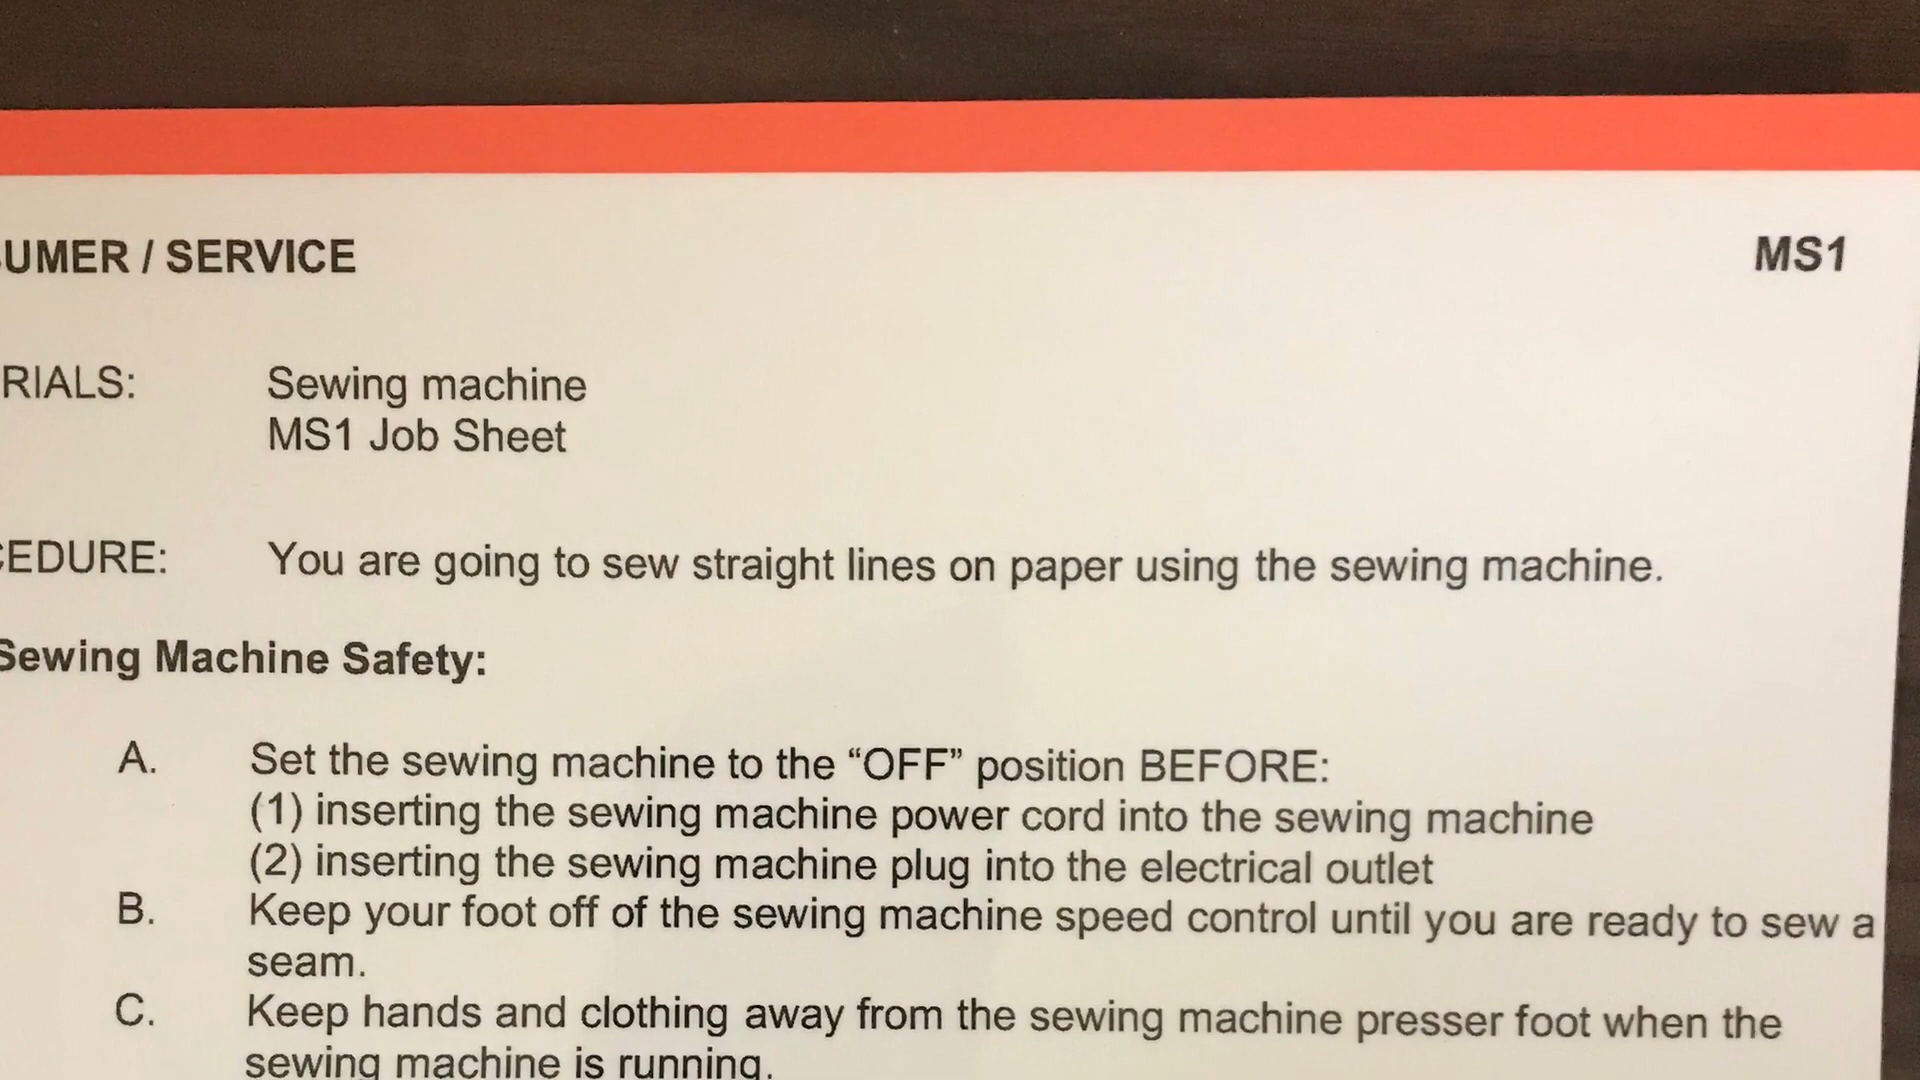 UMER / SERVICE MS1
RIALS: Sewing machine
MS1 Job Sheet
EDURE: You are going to sew straight lines on paper using the sewing machine.
Sewing Machine Safety:
A. Set the sewing machine to the “OFF” position BEFORE:
(1) inserting the sewing machine power cord into the sewing machine
(2) inserting the sewing machine plug into the electrical outlet
B. Keep your foot off of the sewing machine speed control until you are ready to sew a
seam.
C. Keep hands and clothing away from the sewing machine presser foot when the
sewing machine is running.